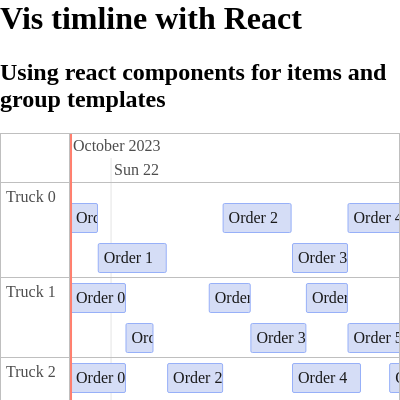 Vis timline with React
Using react components for items and
group templates
October 2023
Sun 22
Truck 0
Ord
Order 2
Order 4
Order 1
Order 3
Truck 1
Order 0
Order
Order
Ord
Order 3
Order 5
Truck 2
Order 0
Order 2
Order 4